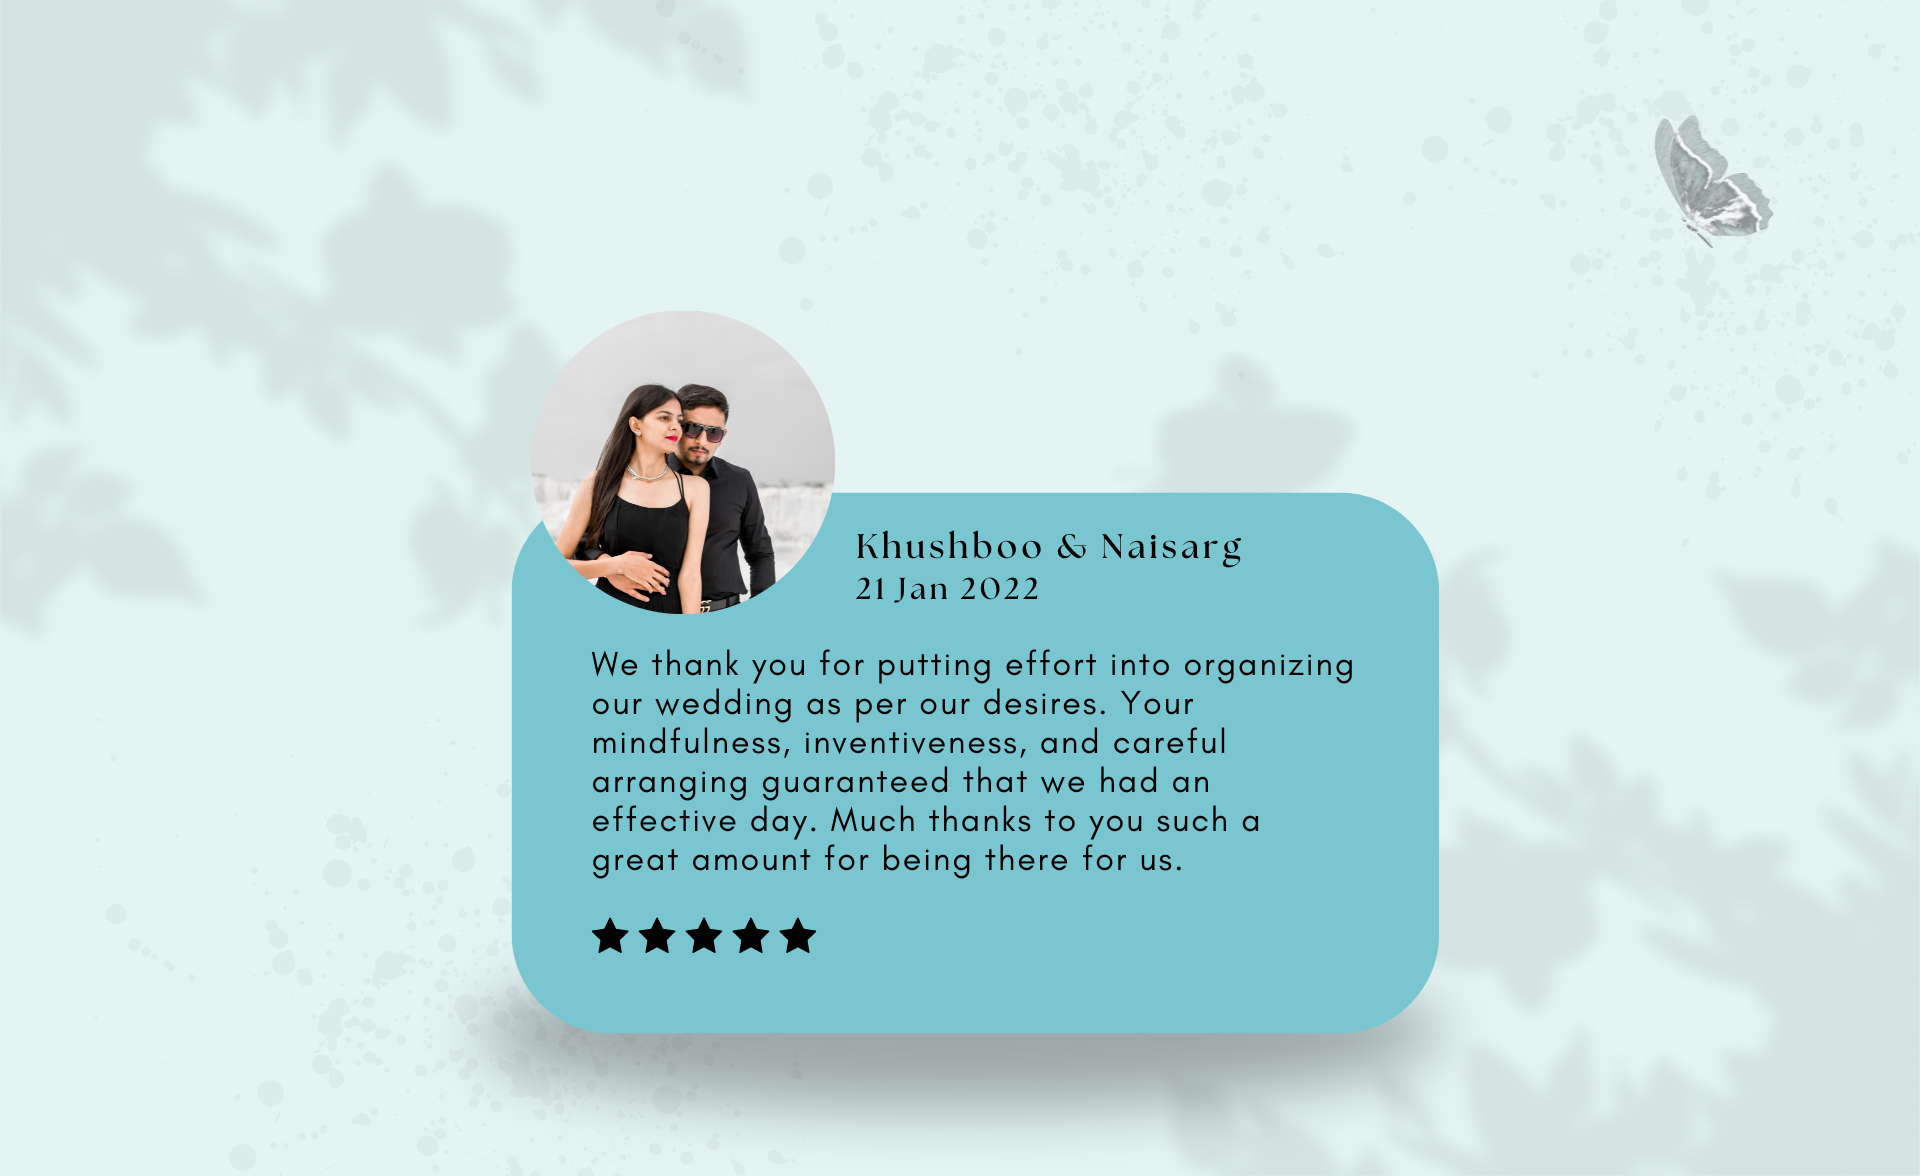 Khushboo & Naisarg
21 Jan 2022
We thank you for putting effort into organizing
our wedding as per our desires. Your
mindfulness, inventiveness, and careful
arranging guaranteed that we had an
effective day. Much thanks to you such a
great amount for being there for us.